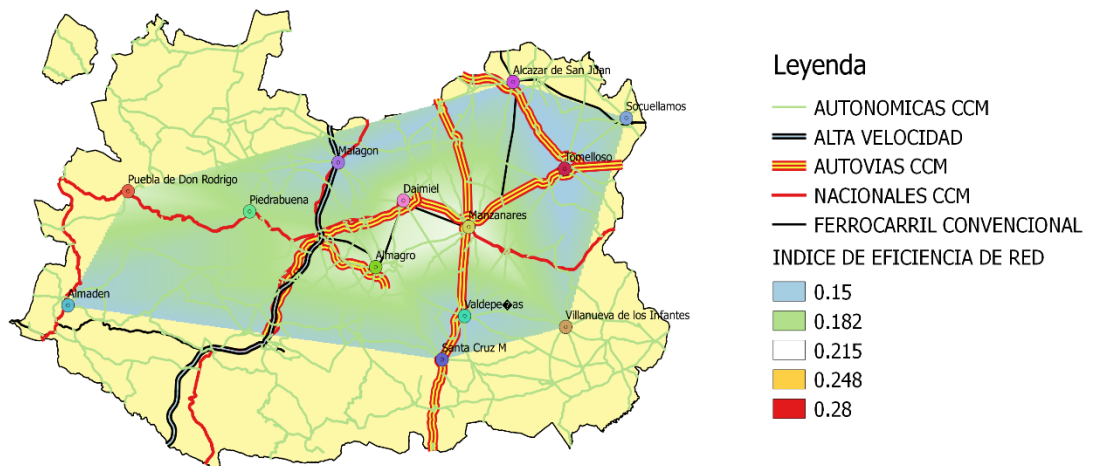 Alcazar de San Juan
Socuellamos
Malagon
Tomelloso
Puebla de Don Rodrigo
Daimiel
Piedrabuena
Manzanares
Almagro
Almaden
Valdepe�as
Villanueva de los Infantes
Santa Cruz M
Leyenda
AUTONOMICAS CCM
ALTA VELOCIDAD
AUTOVIAS CCM
NACIONALES CCM
FERROCARRIL CONVENCIONAL
INDICE DE EFICIENCIA DE RED
0.15
0.182
0.215
0.248
0.28